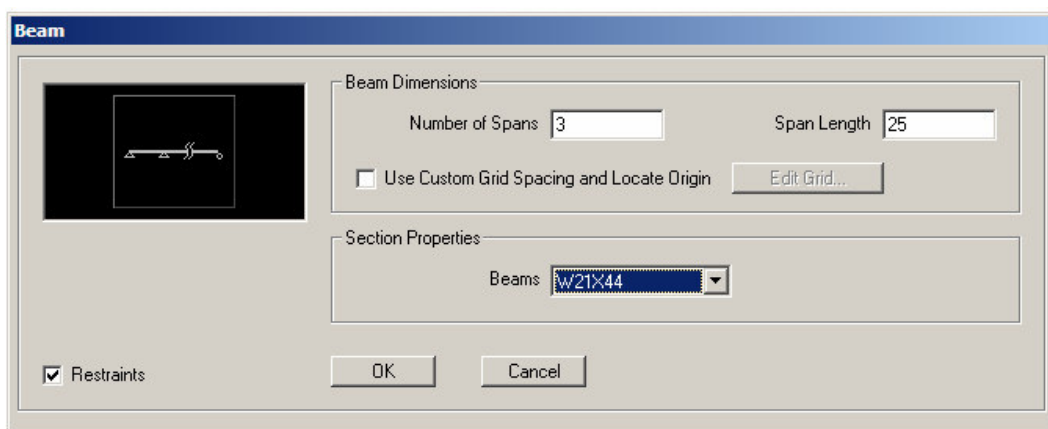 Beam
Beam Dimensions
Number of Spans 3 Span Length 25
Use Custom Grid Spacing and Locate Origin Edit Grid...
Section Properties
Beams W21X44
Restraints OK Cancel